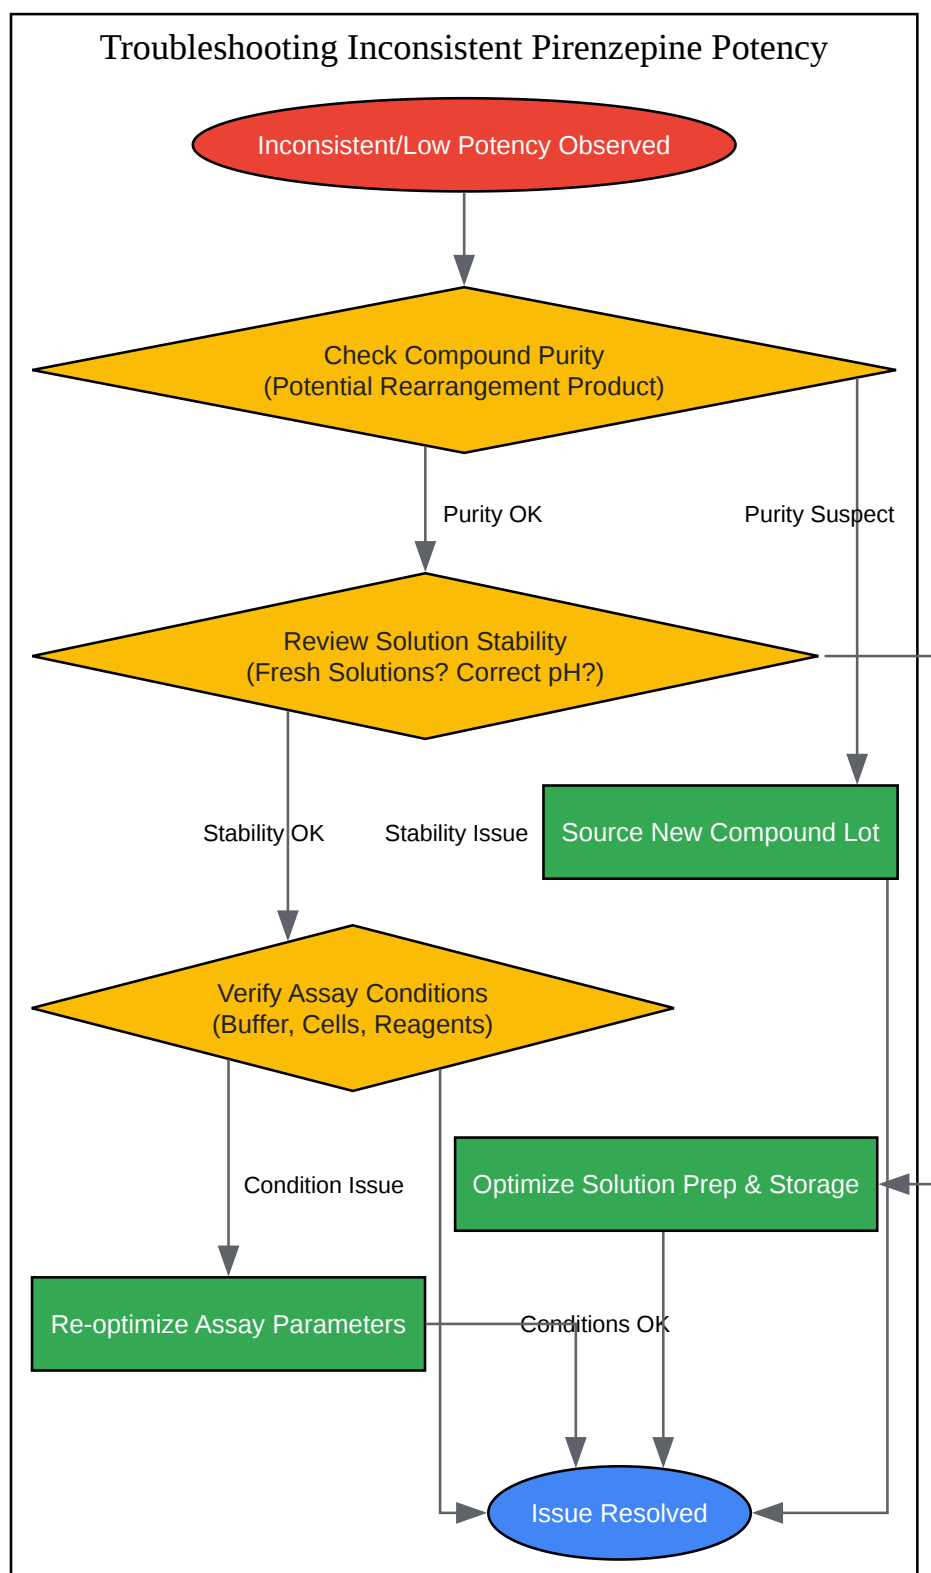 Troubleshooting Inconsistent Pirenzepine Potency
Inconsistent/Low Potency Observed
Check Compound Purity
(Potential Rearrangement Product)
Purity OK
Purity Suspect
Review Solution Stability
(Fresh Solutions? Correct pH?)
Stability OK
Stability Issue
Source New Compound Lot
Verify Assay Conditions
(Buffer, Cells, Reagents)
Condition Issue
Optimize Solution Prep & Storage
Re-optimize Assay Parameters
Conditions OK
Issue Resolved